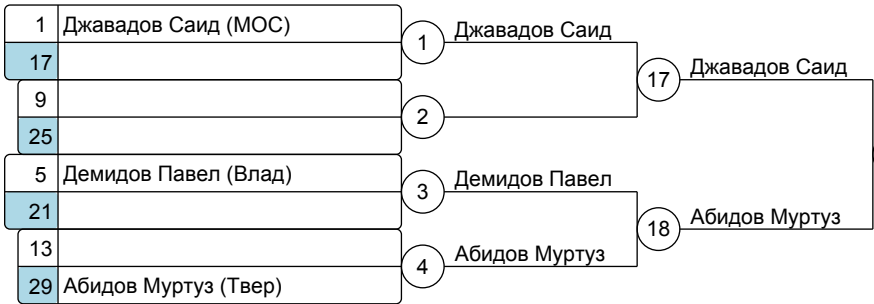 1 Джавадов Саид (МОС)
17
9
25
5 Демидов Павел (Влад)
21
13
29 Абидов Муртуз (Твер)
1 Джавадов Саид
2
3 Демидов Павел
4 Абидов Муртуз
17 Джавадов Саид
18 Абидов Муртуз